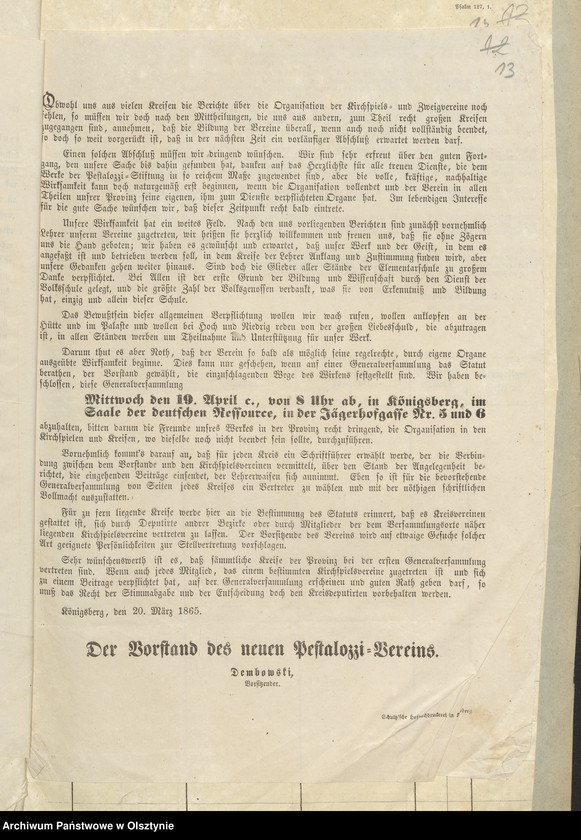 Psalm 127, 1.
13
Obwohl uns aus vielen Kreisen die Berichte über die Organisation der Kirchspiels- und Zweigvereine noch
fehlen, so müssen wir doch nach den Mittheilungen, die uns aus andern, zum Theil recht großen Kreisen
zugegangen sind, annehmen, daß die Bildung der Vereine überall, wenn auch noch nicht vollständig beendet,
so doch so weit vorgerückt ist, daß in der nächsten Zeit ein vorläufiger Abschluß erwartet werden darf.
Einen solchen Abschluß müssen wir dringend wünschen. Wir sind sehr erfreut über den guten Fort-
gang, den unsere Sache bis dahin gefunden hat, danken auch das Herzlichste für alle treuen Dienste, die dem
Werke der Pestalozzi-Stiftung in so reichem Maße zugewendet sind, aber die volle, kräftige, nachhaltige
Wirksamkeit kann doch naturgemäß erst beginnen, wenn die Organisation vollendet und der Verein in allen
Theilen unsrer Provinz seine eigenen, ihm zum Dienste verpflichteten Organe hat. Im lebendigen Interesse
für die gute Sache wünschen wir, daß dieser Zeitpunkt recht bald eintrete.
Unsere Wirksamkeit hat ein weites Feld. Nach den uns vorliegenden Berichten sind zunächst vornehmlich
Lehrer unserm Vereine zugetreten, wir heißen sie herzlich willkommen und freuen uns, daß sie ohne Zögern
uns die Hand geboten; wir haben es gewünscht und erwartet, daß unser Werk und der Geist, in dem es
angefaßt ist und betrieben werden soll, in dem Kreise der Lehrer Anklang und Zustimmung finden wird, aber
unsere Gedanken gehen weiter hinaus. Sind doch die Glieder aller Stände der Elementarschule zu großem
Danke verpflichtet. Bei Allen ist der erste Grund der Bildung und Wissenschaft durch den Dienst der
Volksschule gelegt, und die größte Zahl der Volksgenossen verdankt, was sie von Erkenntniß und Bildung
hat, einzig und allein dieser Schule.
Das Bewußtsein dieser allgemeinen Verpflichtung wollen wir wach rufen, wollen anklopfen an der
Hütte und im Palaste und wollen bei Hoch und Niedrig reden von der großen Liebesschuld, die abzutragen
ist, in allen Ständen werben um Theilnahme und Unterstützung für unser Werk.
Darum thut es aber Noth, daß der Verein so bald als möglich seine regelrechte, durch eigene Organe
ausgeübte Wirksamkeit beginne. Dies kann nur geschehen, wenn auf einer Generalversammlung das Statut
berathen, der Vorstand gewählt, die einzuschlagenden Wege des Wirkens festgestellt sind. Wir haben be-
schlossen, diese Generalversammlung
Mittwoch den 19. April c., von 8 Uhr ab, in Königsberg, im
Saale der deutschen Ressource, in der Jägerhofgasse Nr. 5 und 6
abzuhalten, bitten darum die Freunde unsres Werkes in der Provinz recht dringend, die Organisation in den
Kirchspielen und Kreisen, wo dieselbe noch nicht beendet sein sollte, durchzuführen.
Vornehmlich kommt's darauf an, daß für jeden Kreis ein Schriftführer erwählt werde, der die Verbin-
dung zwischen dem Vorstande und den Kirchspielsvereinen vermittelt, über den Stand der Angelegenheit be-
richtet, die eingehenden Beiträge einsendet, der Lehrerwaisen sich annimmt. Eben so ist für die bevorstehende
Generalversammlung von Seiten jedes Kreises ein Vertreter zu wählen und mit der nöthigen schriftlichen
Vollmacht auszustatten.
Für zu fern liegende Kreise werde hier an die Bestimmung des Statuts erinnert, daß es Kreisvereinen
gestattet ist, sich durch Deputirte andrer Bezirke oder durch Mitglieder der dem Versammlungsorte näher
liegenden Kirchspielsvereine vertreten zu lassen. Der Vorsitzende des Vereins wird auf etwaige Gesuche solcher
Art geeignete Persönlichkeiten zur Stellvertretung vorschlagen.
Sehr wünschenswerth ist es, daß sämmtliche Kreise der Provinz bei der ersten Generalversammlung
vertreten sind. Wenn auch jedes Mitglied, das einem bestimmten Kirchspielsvereine zugetreten ist und sich
zu einem Beitrage verpflichtet hat, auf der Generalversammlung erscheinen und guten Rath geben darf, so
muß das Recht der Stimmabgabe und der Entscheidung doch den Kreisdeputirten vorbehalten werden.
Königsberg, den 20. März 1865.
Der Vorstand des neuen Pestalozzi-Vereins.
Dembowski,
Vorsitzender.
Schultz'sche Hofbuchdruckerei in
Archiwum Państwowe w Olsztynie